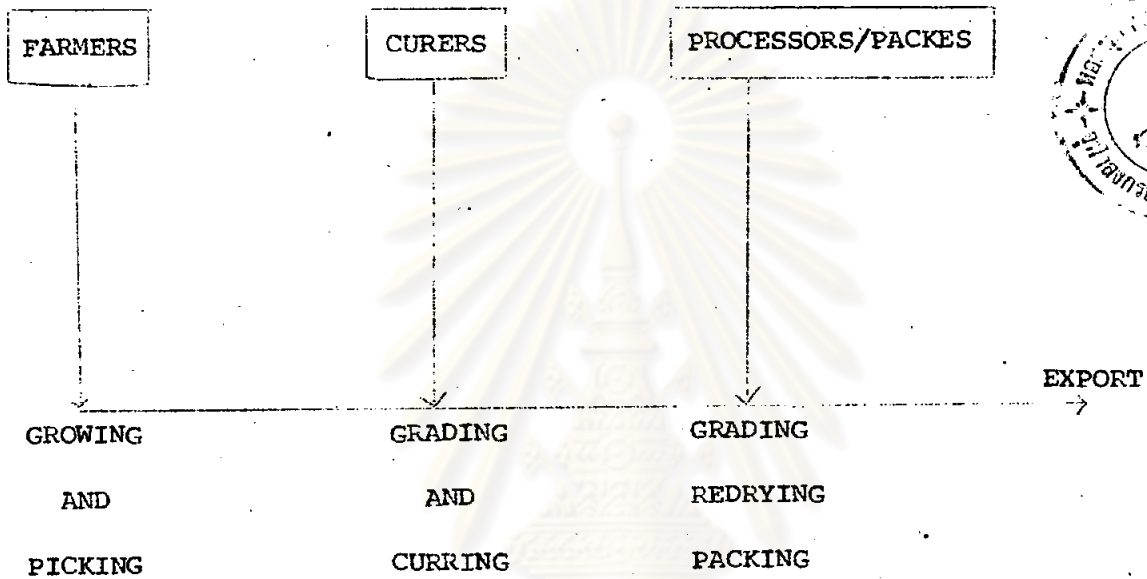 FARMERS
CURERS
PROCESSORS/PACKES
EXPORT
GROWING
AND
PICKING
GRADING
AND
CURRING
GRADING
REDRYING
PACKING